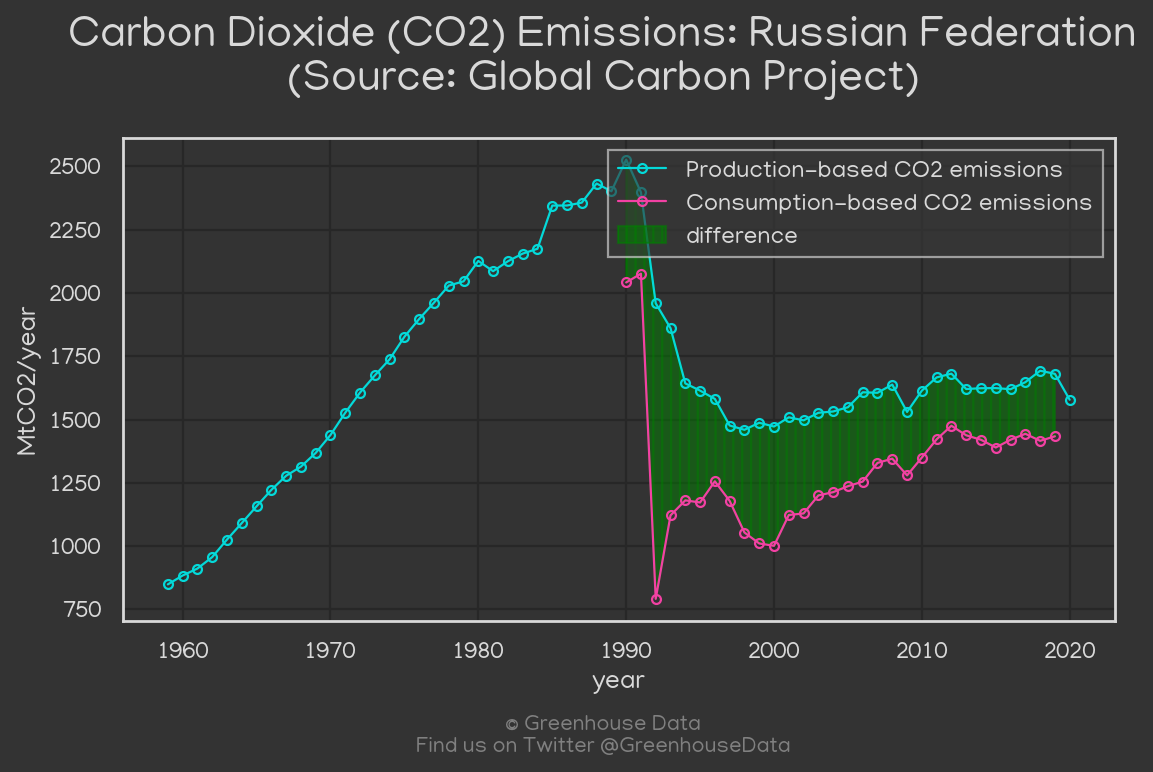 Carbon Dioxide (CO2) Emissions: Russian Federation
(Source: Global Carbon Project)
Production-based CO2 emissions
Consumption-based CO2 emissions
difference
MtCO2/year
2500
2250
2000
1750
1500
1250
1000
750
1960 1970 1980 1990 2000 2010 2020
year
© Greenhouse Data
Find us on Twitter @GreenhouseData